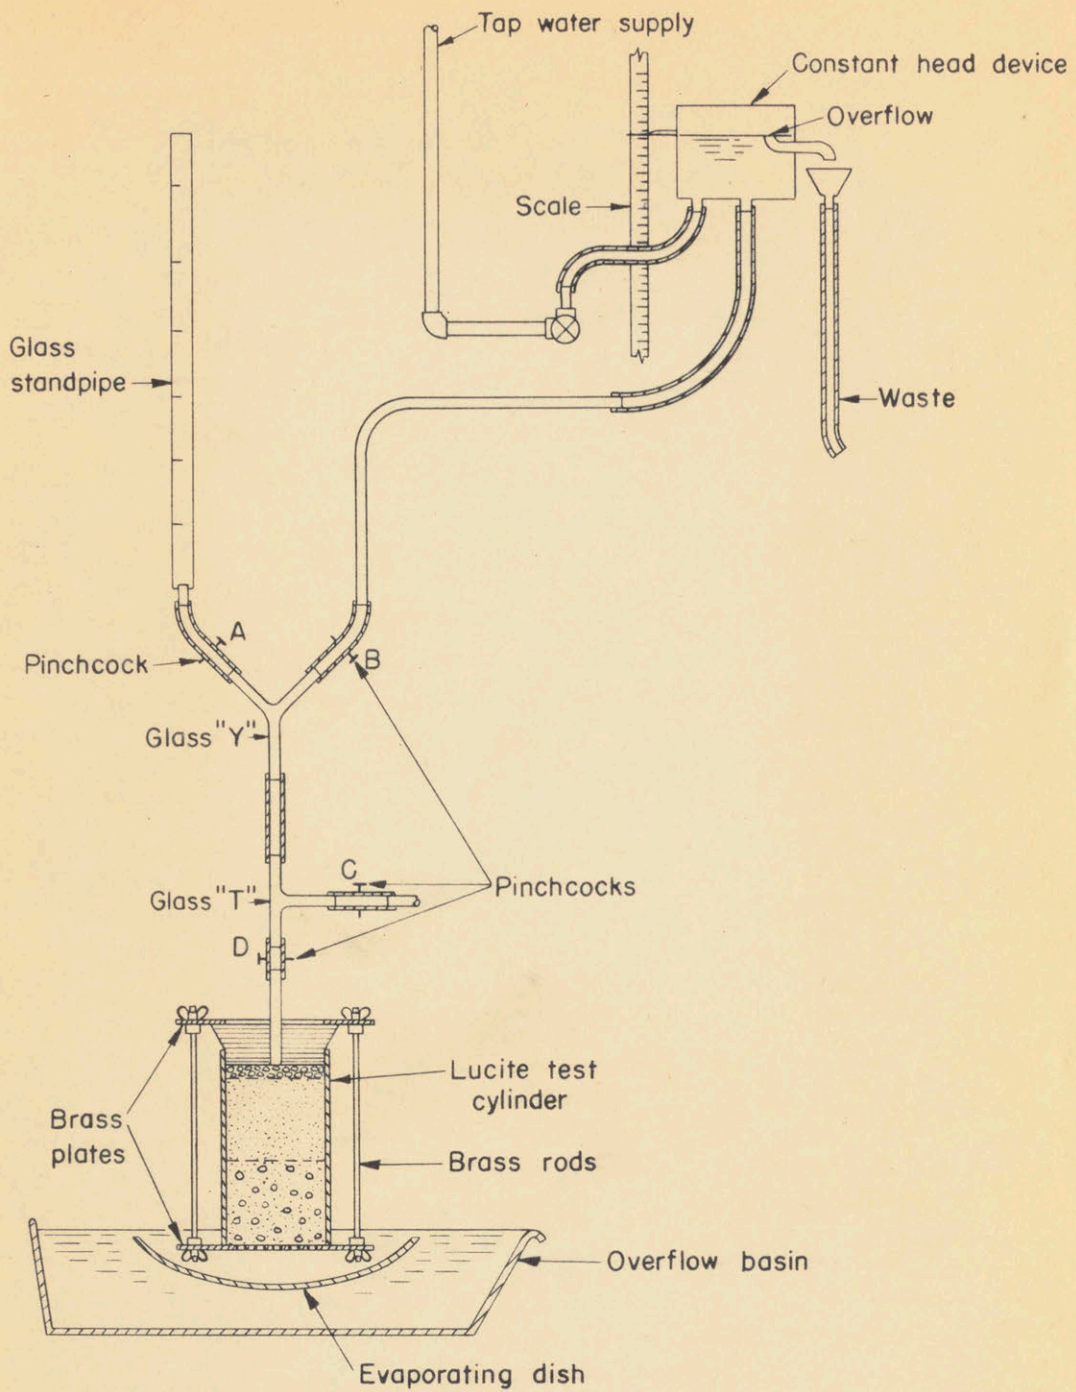 Tap water supply
Constant head device
Overflow
Scale
Glass
standpipe
Waste
A
Pinchcock
B
Glass "Y"
C
Glass "T"
Pinchcocks
D
Lucite test
cylinder
Brass
plates
Brass rods
Overflow basin
Evaporating dish